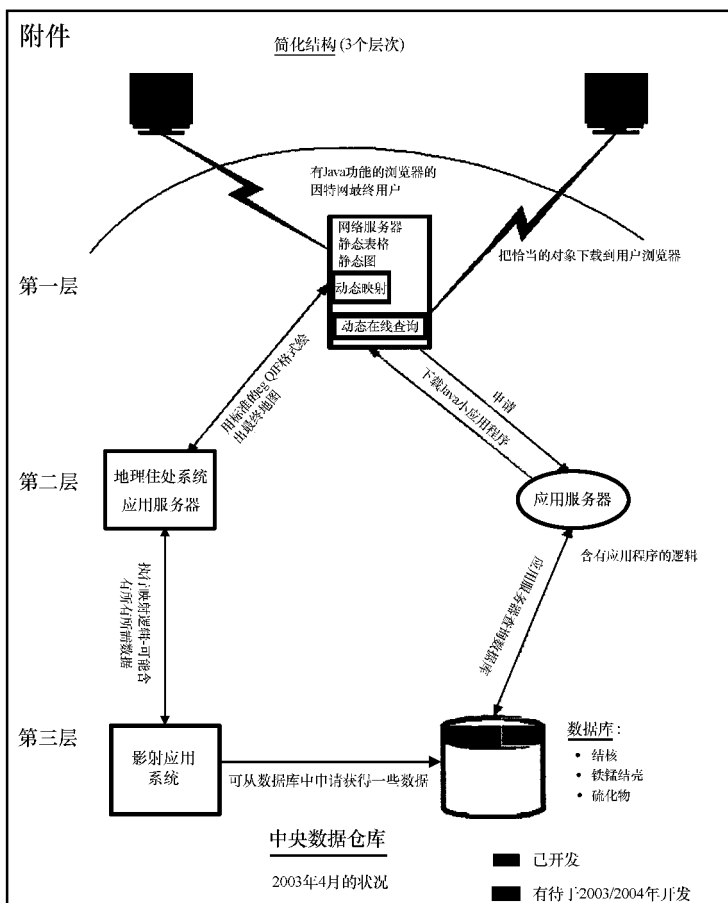 附件
简化结构 (3个层次)
有Java功能的浏览器的
因特网最终用户
网络服务器
静态表格
静态图
动态映射
动态在线查询
把恰当的对象下载到用户浏览器
第一层
用标准的eg QIF格式绘
出最终地图
下载Java小应用程序
申请
第二层
地理住处系统
应用服务器
应用服务器
含有应用程序的逻辑
执行映射逻辑-可能含
有所有所需数据
应用服务器查询数据库
第三层
影射应用
系统
可从数据库中申请获得一些数据
数据库：
• 结核
• 铁锰结壳
• 硫化物
中央数据仓库
2003年4月的状况
己开发
有待于2003/2004年开发